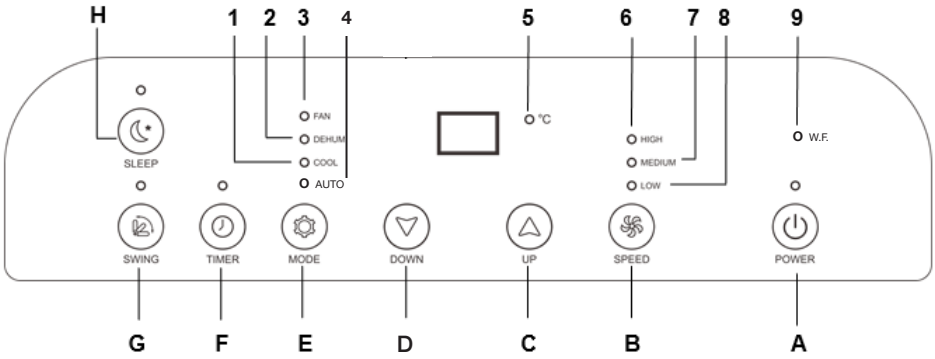 H 1 2 3 4 5 6 7 8 9
FAN
°C
DEHUM
HIGH
W.F.
SLEEP
COOL
MEDIUM
AUTO
LOW
SWING TIMER MODE DOWN UP SPEED POWER
G F E D C B A